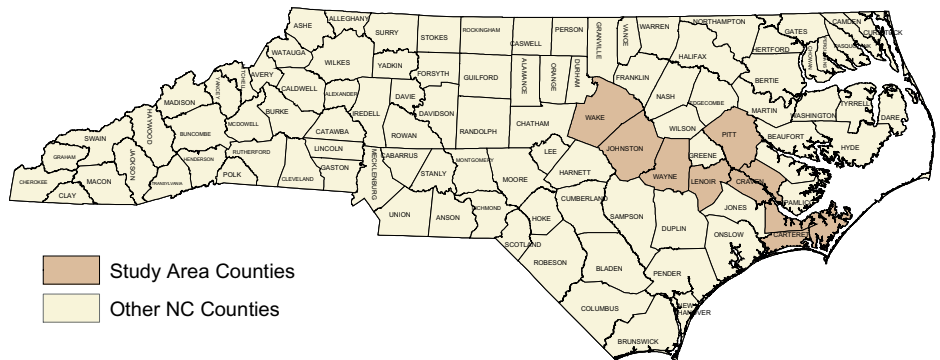 ASHE
ALLEGHANY
SURRY
STOKES
ROCKINGHAM
CASWELL
PERSON
GRANVILLE
VANCE
WARREN
NORTHAMPTON
GATES
CAMDEN
CURRITUCK
WATAUGA
WILKES
YADKIN
FORSYTH
GUILFORD
ALAMANCE
ORANGE
DURHAM
FRANKLIN
HALIFAX
HERTFORD
CHOWAN
PASQUOTANK
BERTIE
MITCHELL
AVERY
YANCEY
CALDWELL
ALEXANDER
IREDELL
DAVIE
DAVIDSON
NASH
EDGECOMBE
MARTIN
WASHINGTON
TYRRELL
DARE
MADISON
HAYWOOD
BUNCOMBE
MCDOWELL
BURKE
CATAWBA
ROWAN
RANDOLPH
CHATHAM
WAKE
WILSON
PITT
BEAUFORT
HYDE
SWAIN
GRAHAM
JACKSON
HENDERSON
RUTHERFORD
LINCOLN
CABARRUS
MONTGOMERY
LEE
JOHNSTON
GREENE
CHEROKEE
MACON
CLAY
TRANSYLVANIA
POLK
CLEVELAND
GASTON
MECKLENBURG
STANLY
MOORE
HARNETT
WAYNE
LENOIR
CRAVEN
PAMLICO
UNION
ANSON
RICHMOND
HOKE
CUMBERLAND
SAMPSON
DUPLIN
JONES
CARTERET
SCOTLAND
ROBESON
BLADEN
PENDER
ONSLOW
COLUMBUS
NEW
HANOVER
BRUNSWICK
Study Area Counties
Other NC Counties